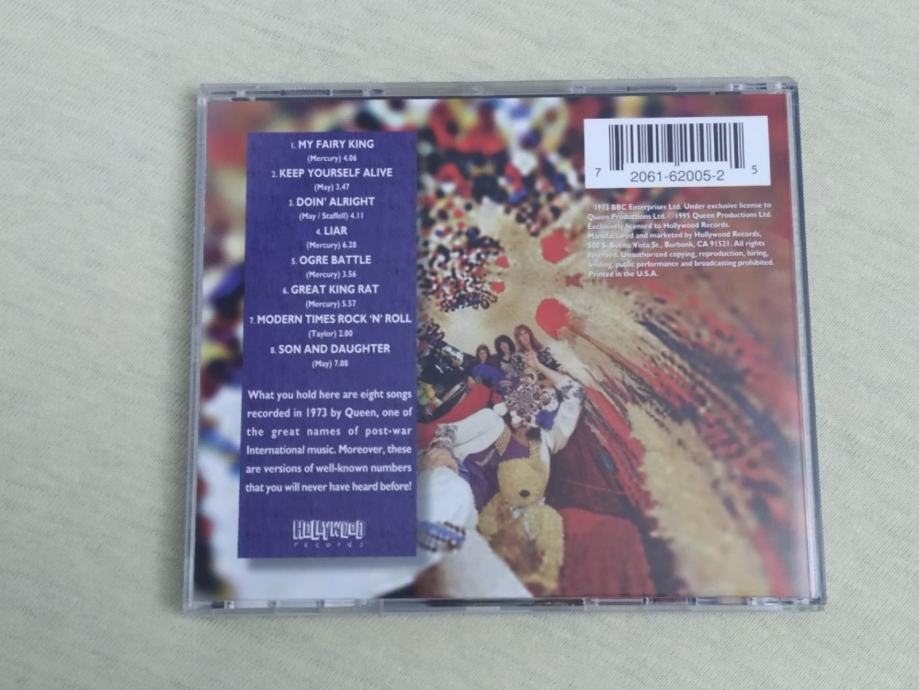 1. MY FAIRY KING
(Mercury) 4.06
2. KEEP YOURSELF ALIVE
(May) 3.47
3. DOIN' ALRIGHT
(May / Staffell) 4.11
4. LIAR
(Mercury) 6.28
5. OGRE BATTLE
(Mercury) 3.56
6. GREAT KING RAT
(Mercury) 5.57
7. MODERN TIMES ROCK 'N' ROLL
(Taylor) 2.00
8. SON AND DAUGHTER
(May) 7.08
What you hold here are eight songs
recorded in 1973 by Queen, one of
the great names of post-war
International music. Moreover, these
are versions of well-known numbers
that you will never have heard before!
HOLLYWOOD
records
7 2061-62005-2 5
1973 BBC Enterprises Ltd. Under exclusive license to
Queen Productions Ltd. 1995 Queen Productions Ltd.
Exclusively licensed to Hollywood Records.
Manufactured and marketed by Hollywood Records,
500 S. Buena Vista St., Burbank, CA 91521. All rights
reserved. Unauthorized copying, reproduction, hiring,
lending, public performance and broadcasting prohibited.
Printed in the U.S.A.